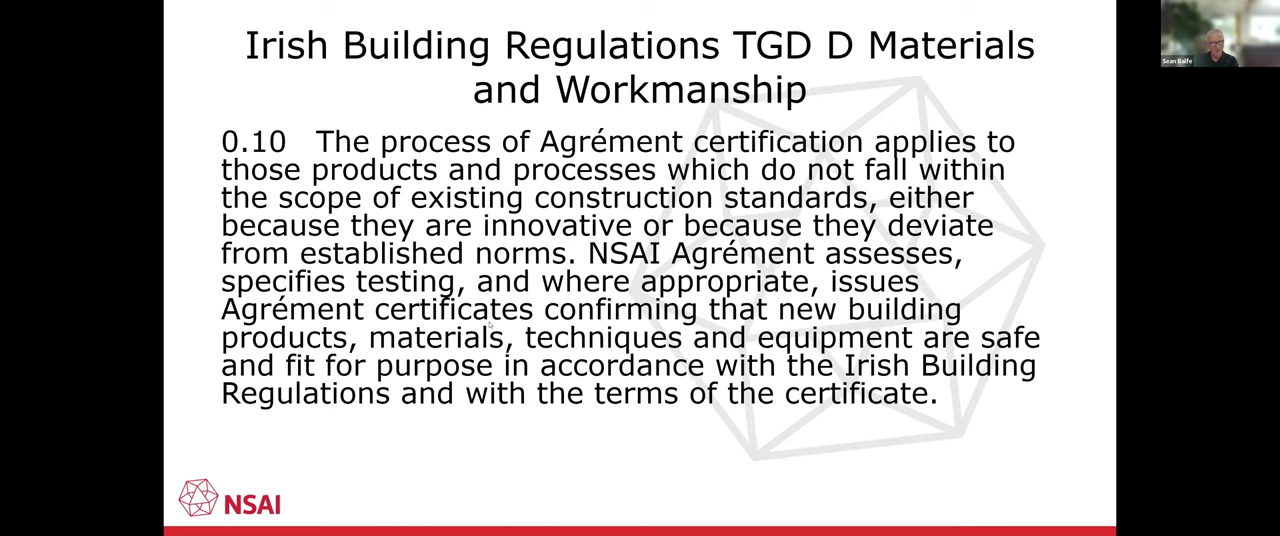 Irish Building Regulations TGD D Materials
and Workmanship
0.10 The process of Agrément certification applies to
those products and processes which do not fall within
the scope of existing construction standards, either
because they are innovative or because they deviate
from established norms. NSAI Agrément assesses,
specifies testing, and where appropriate, issues
Agrément certificates confirming that new building
products, materials, techniques and equipment are safe
and fit for purpose in accordance with the Irish Building
Regulations and with the terms of the certificate.
NSAI
Sean Balfe